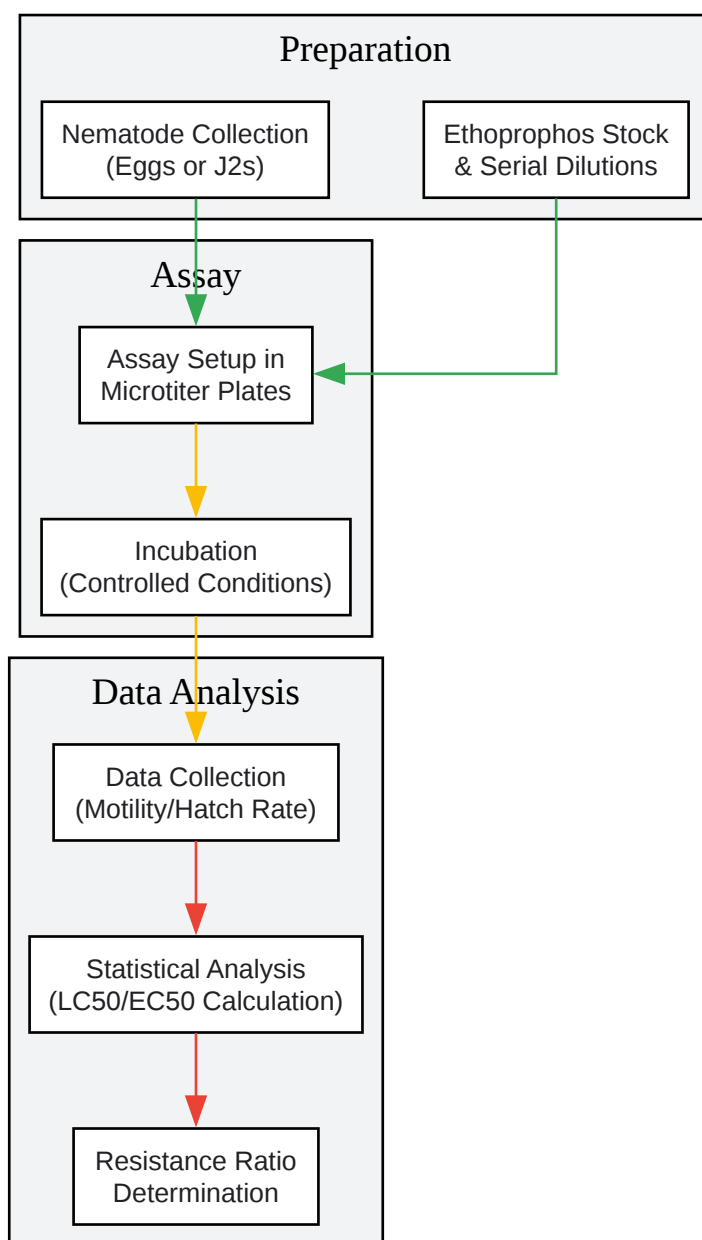 Preparation
Nematode Collection
(Eggs or J2s)
Ethoprophos Stock
& Serial Dilutions
Assay
Assay Setup in
Microtiter Plates
Incubation
(Controlled Conditions)
Data Analysis
Data Collection
(Motility/Hatch Rate)
Statistical Analysis
(LC50/EC50 Calculation)
Resistance Ratio
Determination